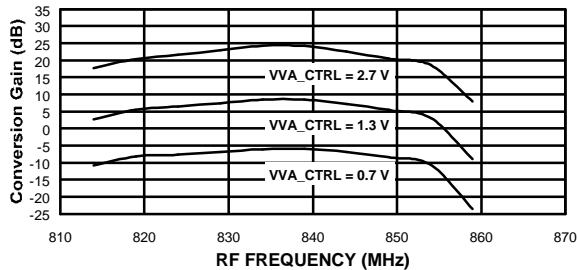 Conversion Gain (dB)
35
30
25
20
15
10
5
0
-5
-10
-15
-20
-25
VVA_CTRL = 2.7 V
VVA_CTRL = 1.3 V
VVA_CTRL = 0.7 V
810 820 830 840 850 860 870
RF FREQUENCY (MHz)